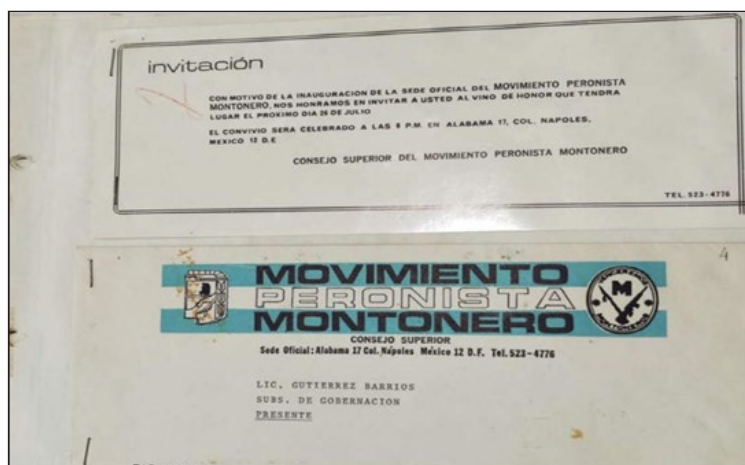 invitación
CON MOTIVO DE LA INAUGURACION DE LA SEDE OFICIAL DEL MOVIMIENTO PERONISTA
MONTONERO, NOS HONRAMOS EN INVITAR A USTED AL VINO DE HONOR QUE TENDRA
LUGAR EL PROXIMO DIA 26 DE JULIO
EL CONVIVIO SERA CELEBRADO A LAS 8 P.M. EN ALABAMA 17, COL. NAPOLES,
MEXICO 12 D.F.
CONSEJO SUPERIOR DEL MOVIMIENTO PERONISTA MONTONERO
TEL. 523-4776
4
MOVIMIENTO
PERONISTA
MONTONERO
M
CONSEJO SUPERIOR
Sede Oficial: Alabama 17 Col. Nápoles México 12 D.F. Tel. 523-4776
LIC. GUTIERREZ BARRIOS
SUBS. DE GOBERNACION
PRESENTE